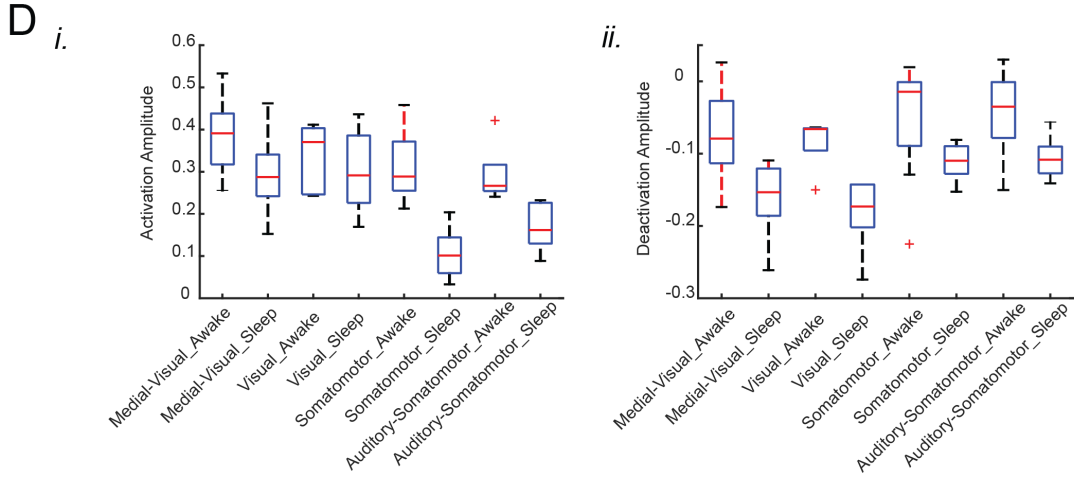 D
i.
Activation Amplitude
0.6
0.5
0.4
0.3
0.2
0.1
0
Medial-Visual_Awake
Medial-Visual_Sleep
Visual_Awake
Visual_Sleep
Somatomotor_Awake
Somatomotor_Sleep
Auditory-Somatomotor_Awake
Auditory-Somatomotor_Sleep
ii.
Deactivation Amplitude
0
-0.1
-0.2
-0.3
Medial-Visual_Awake
Medial-Visual_Sleep
Visual_Awake
Visual_Sleep
Somatomotor_Awake
Somatomotor_Sleep
Auditory-Somatomotor_Awake
Auditory-Somatomotor_Sleep